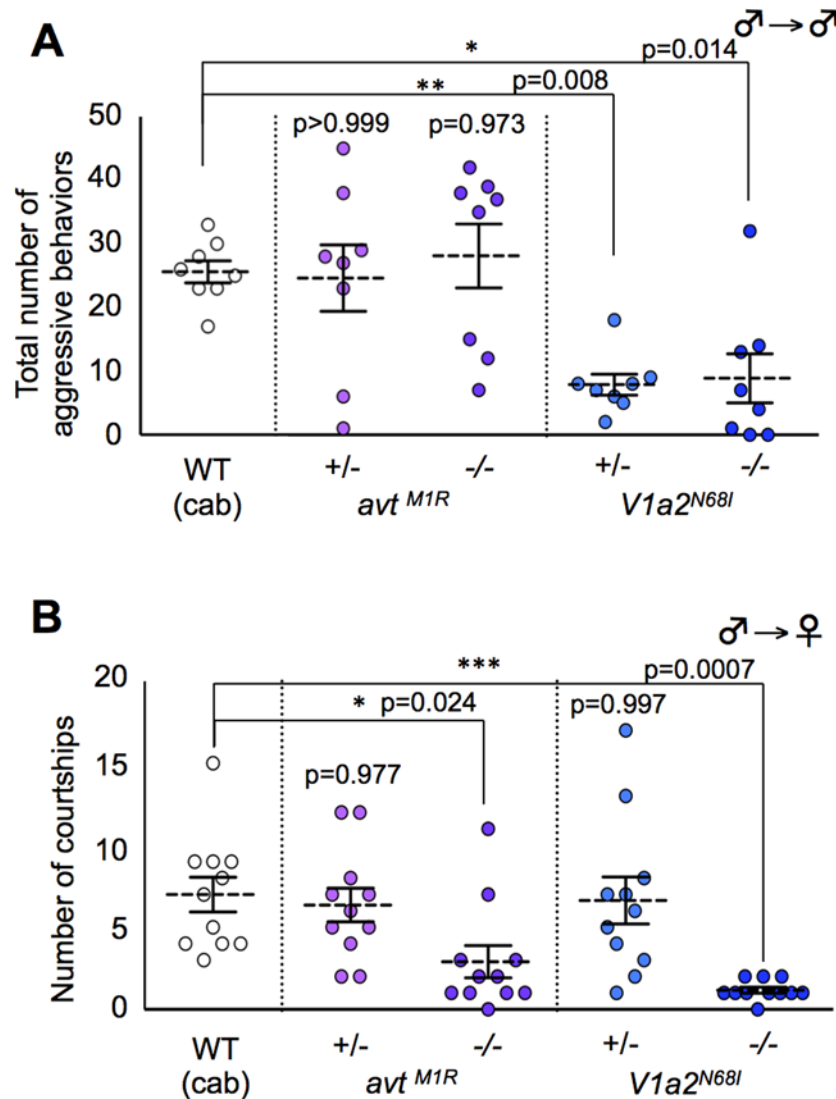 A
♂→♂
*
p=0.014
**
p=0.008
p>0.999
p=0.973
Total number of
aggressive behaviors
50
40
30
20
10
0
WT
(cab)
+/-
-/-
+/-
-/-
avt M1R
V1a2N68I
B
♂→♀
***
p=0.0007
*
p=0.024
p=0.997
p=0.977
Number of courtships
20
15
10
5
0
WT
(cab)
+/-
-/-
+/-
-/-
avt M1R
V1a2N68I